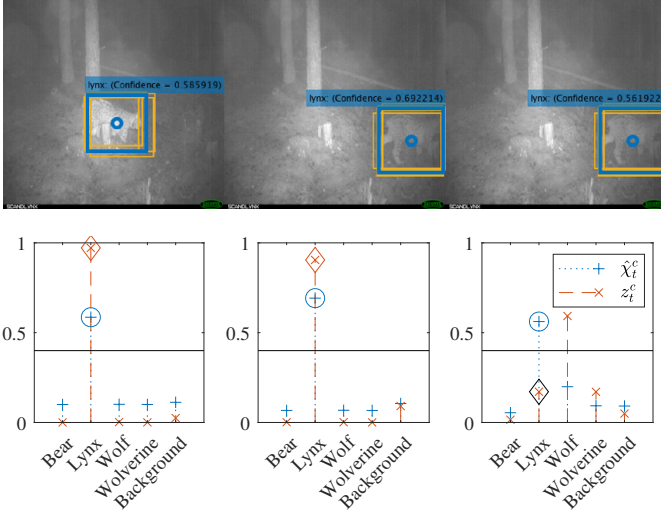 lynx: (Confidence = 0.585919)
lynx: (Confidence = 0.692214)
lynx: (Confidence = 0.561922
SCANDLYNX
SCANDLYNX
SCANDLYNX
1
0.5
0
Bear
Lynx
Wolf
Wolverine
Background
1
0.5
0
Bear
Lynx
Wolf
Wolverine
Background
1
0.5
0
Bear
Lynx
Wolf
Wolverine
Background
χ̂ₜᶜ
zₜᶜ